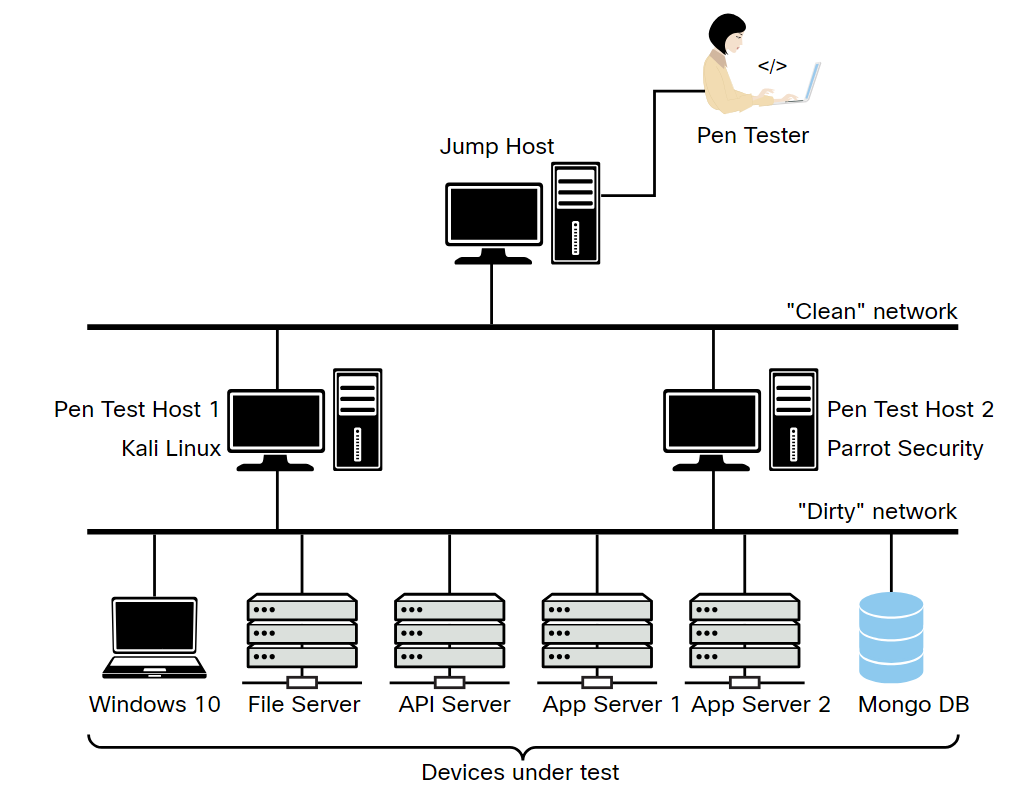 </>
Pen Tester
Jump Host
"Clean" network
Pen Test Host 1
Kali Linux
Pen Test Host 2
Parrot Security
"Dirty" network
Windows 10
File Server
API Server
App Server 1
App Server 2
Mongo DB
Devices under test